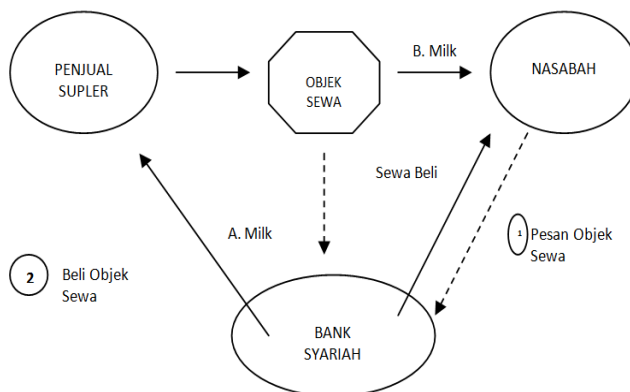 PENJUAL
SUPLER
OBJEK
SEWA
B. Milk
NASABAH
Sewa Beli
A. Milk
1
Pesan Objek
Sewa
2
Beli Objek
Sewa
BANK
SYARIAH